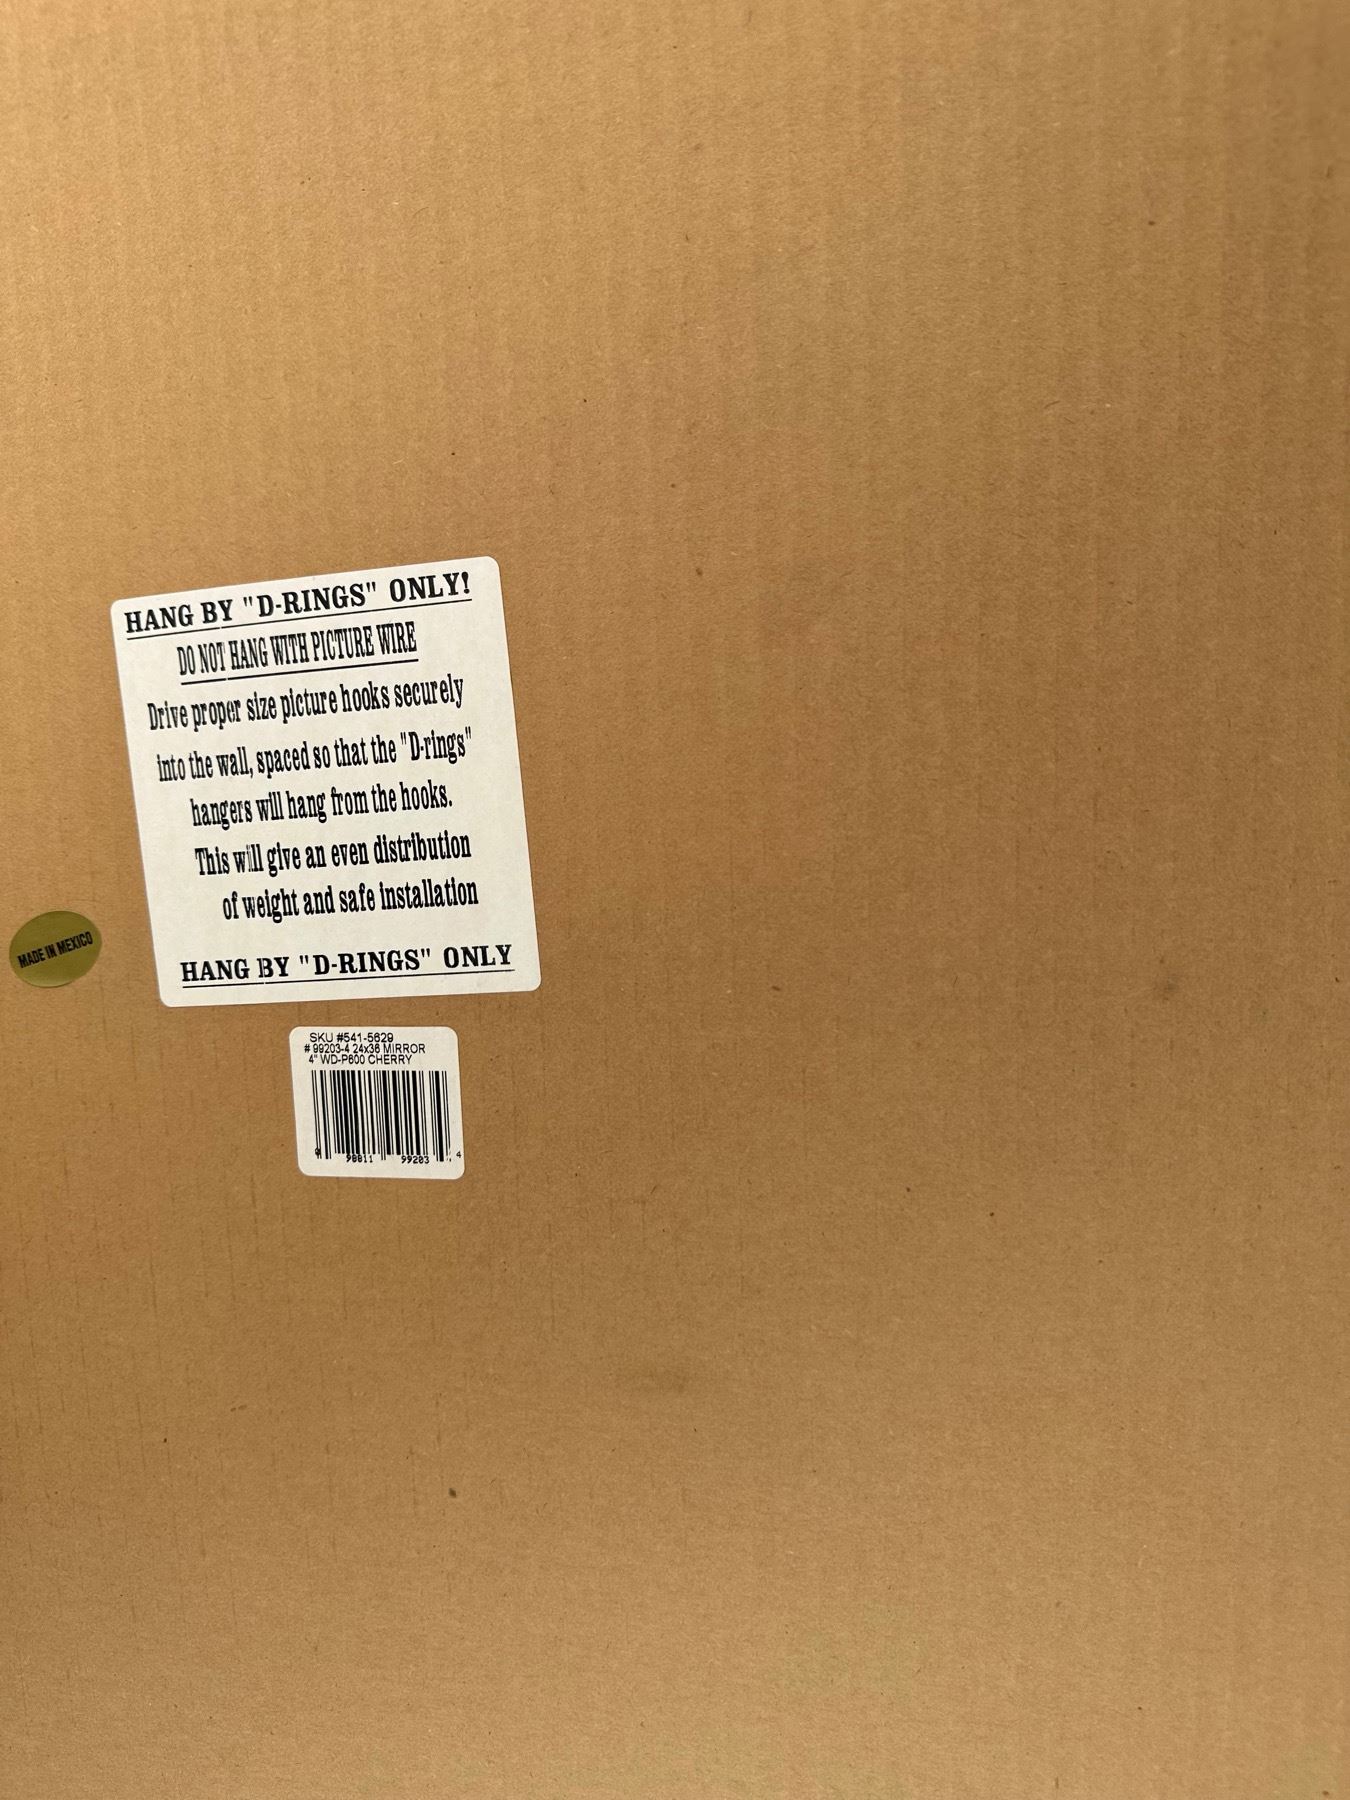 HANG BY "D-RINGS" ONLY!
DO NOT HANG WITH PICTURE WIRE
Drive proper size picture hooks securely
into the wall, spaced so that the "D-rings"
hangers will hang from the hooks.
This will give an even distribution
of weight and safe installation
HANG BY "D-RINGS" ONLY
MADE IN MEXICO
SKU #541-5629
# 99203-4 24x36 MIRROR
4" WD-P600 CHERRY
98811 99203 4